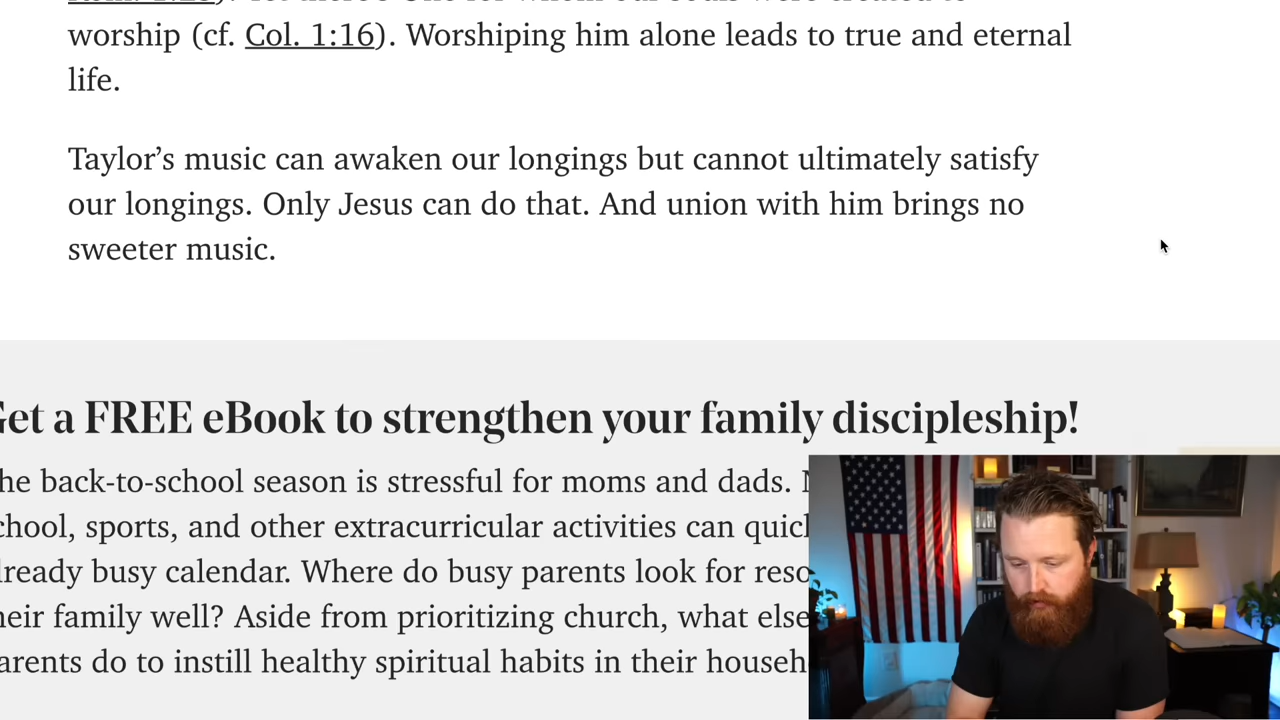 worship (cf. Col. 1:16). Worshiping him alone leads to true and eternal
life.
Taylor’s music can awaken our longings but cannot ultimately satisfy
our longings. Only Jesus can do that. And union with him brings no
sweeter music.
Get a FREE eBook to strengthen your family discipleship!
he back-to-school season is stressful for moms and dads.
chool, sports, and other extracurricular activities can quic
lready busy calendar. Where do busy parents look for reso
heir family well? Aside from prioritizing church, what else
arents do to instill healthy spiritual habits in their househ